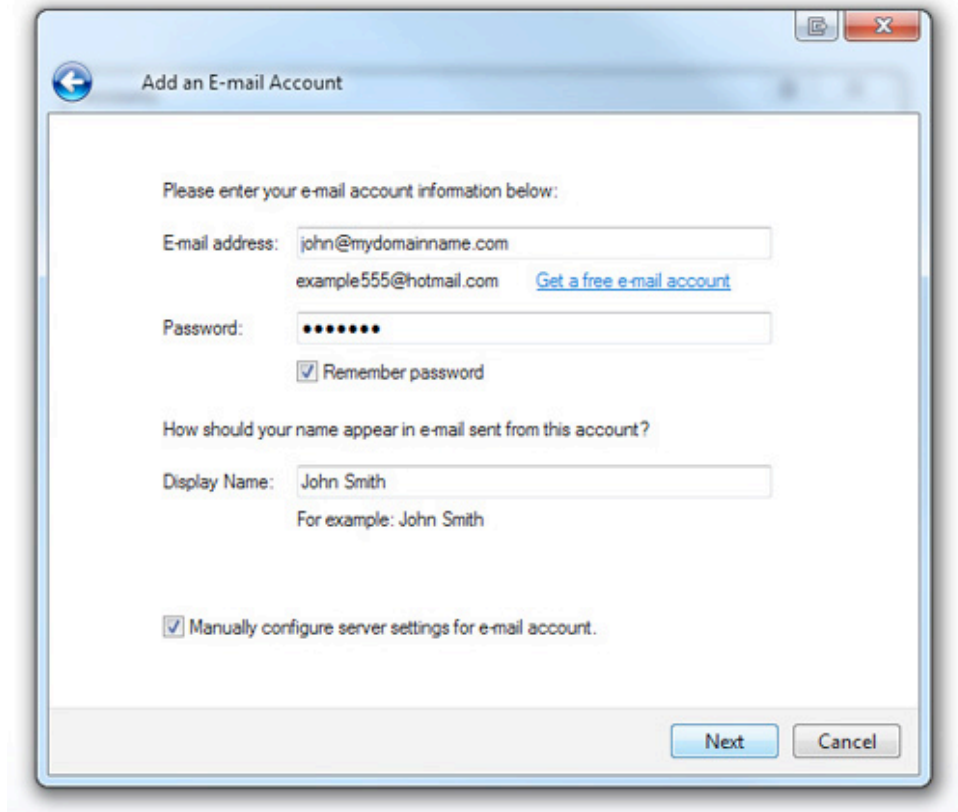 Add an E-mail Account
Please enter your e-mail account information below:
E-mail address: john@mydomainname.com
example555@hotmail.com Get a free e-mail account
Password: •••••••
Remember password
How should your name appear in e-mail sent from this account?
Display Name: John Smith
For example: John Smith
Manually configure server settings for e-mail account.
Next Cancel